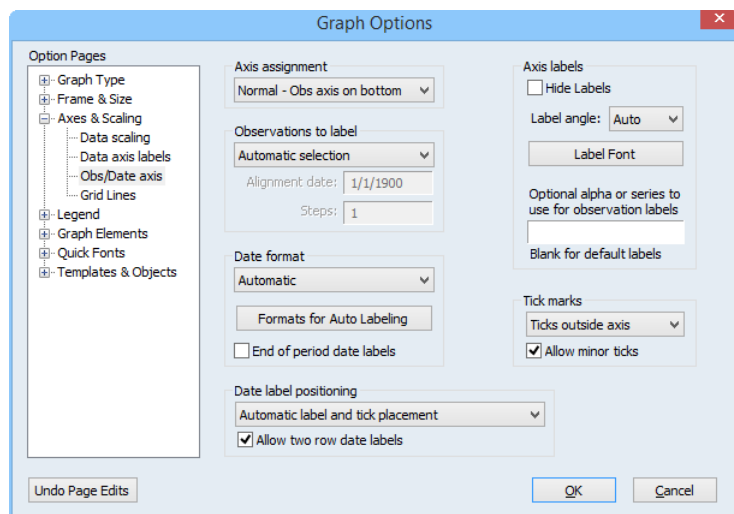 Graph Options
Option Pages
Graph Type
Frame & Size
Axes & Scaling
Data scaling
Data axis labels
Obs/Date axis
Grid Lines
Legend
Graph Elements
Quick Fonts
Templates & Objects
Axis assignment
Normal - Obs axis on bottom
Observations to label
Automatic selection
Alignment date: 1/1/1900
Steps: 1
Date format
Automatic
Formats for Auto Labeling
End of period date labels
Date label positioning
Automatic label and tick placement
Allow two row date labels
Axis labels
Hide Labels
Label angle: Auto
Label Font
Optional alpha or series to
use for observation labels
Blank for default labels
Tick marks
Ticks outside axis
Allow minor ticks
Undo Page Edits
OK
Cancel